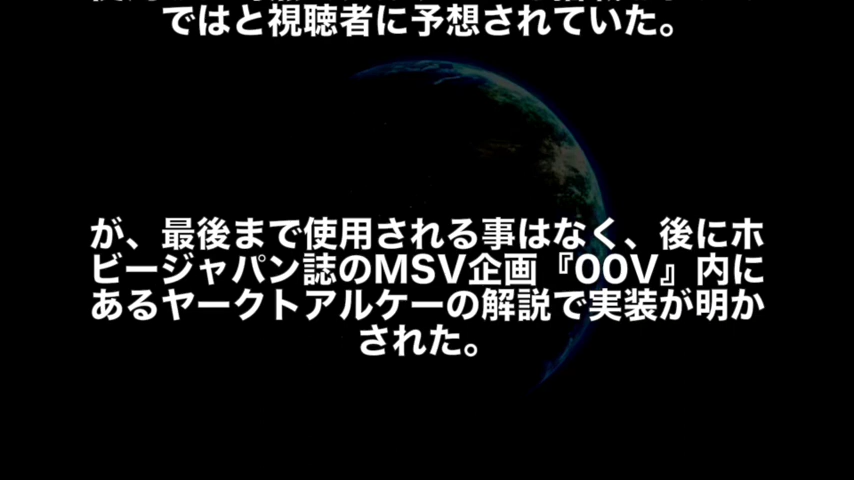 ではと視聴者に予想されていた。
が、最後まで使用される事はなく、後にホ
ビージャパン誌のMSV企画『00V』内に
あるヤークトアルケーの解説で実装が明か
された。